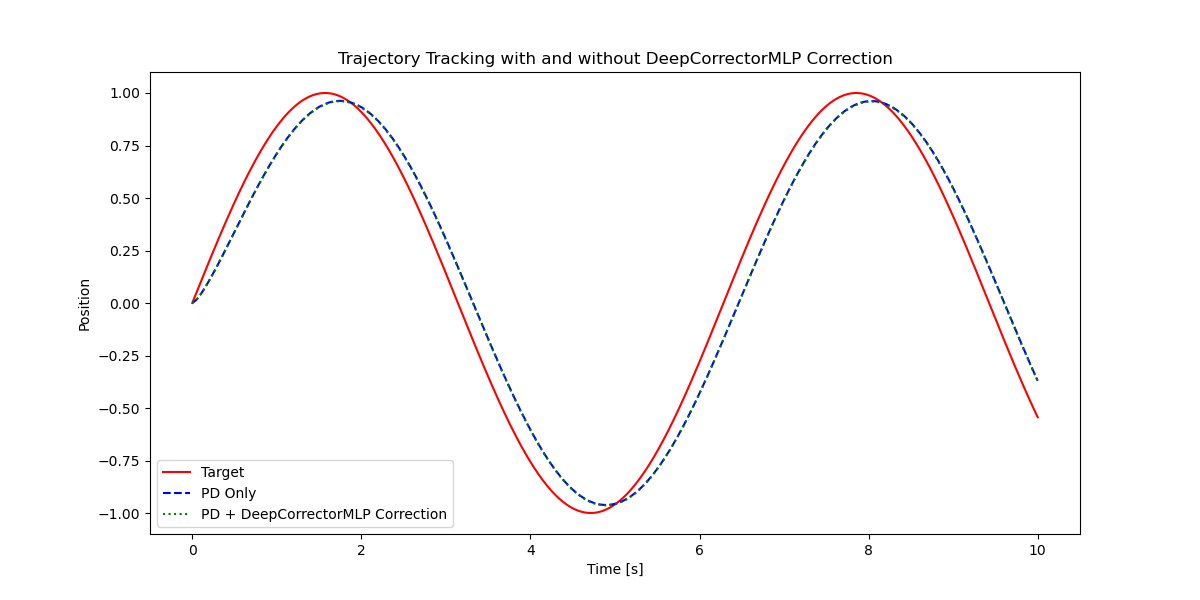 Trajectory Tracking with and without DeepCorrectorMLP Correction
1.00
0.75
0.50
0.25
0.00
−0.25
−0.50
−0.75
−1.00
Position
Target
PD Only
PD + DeepCorrectorMLP Correction
0 2 4 6 8 10
Time [s]